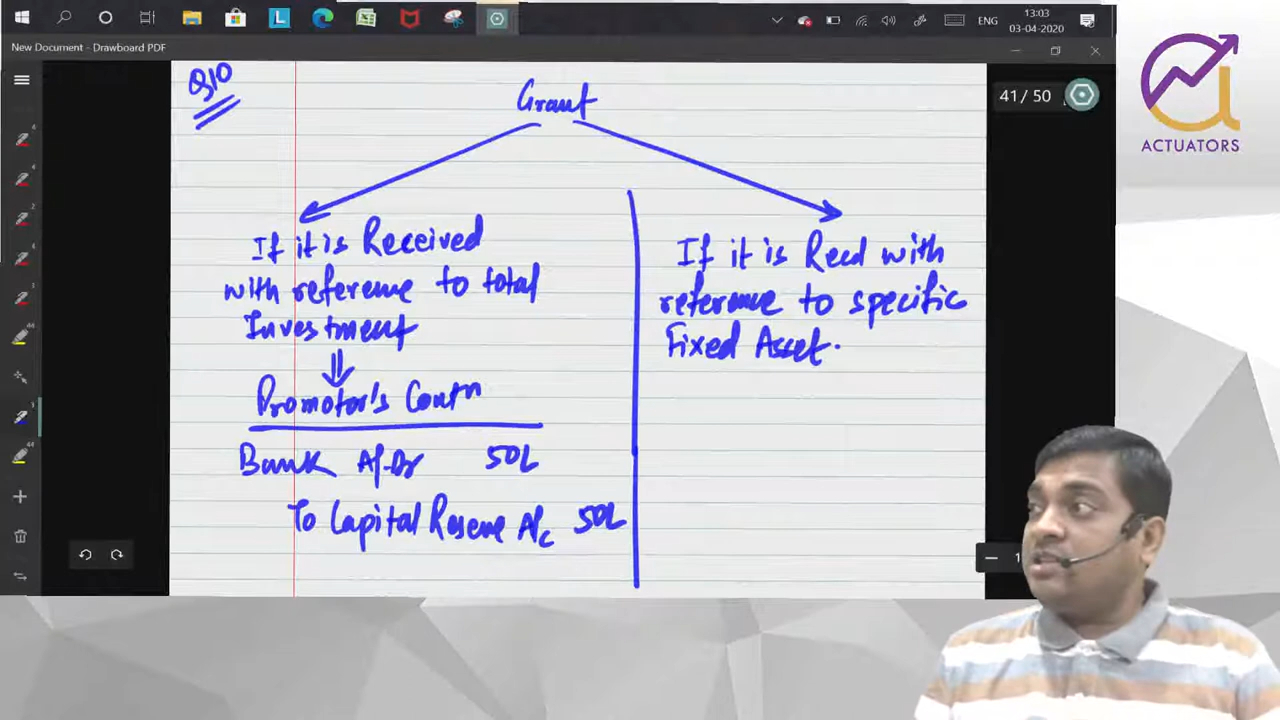 13:03
ENG
03-04-2020
New Document - Drawboard PDF
Q10
41 / 50
ACTUATORS
Grant
If it is Received
with reference to total
Investment
Promotor's Contn
Bank A/c Dr 50L
To Capital Reserve A/c 50L
If it is Recd with
reference to specific
Fixed Asset.